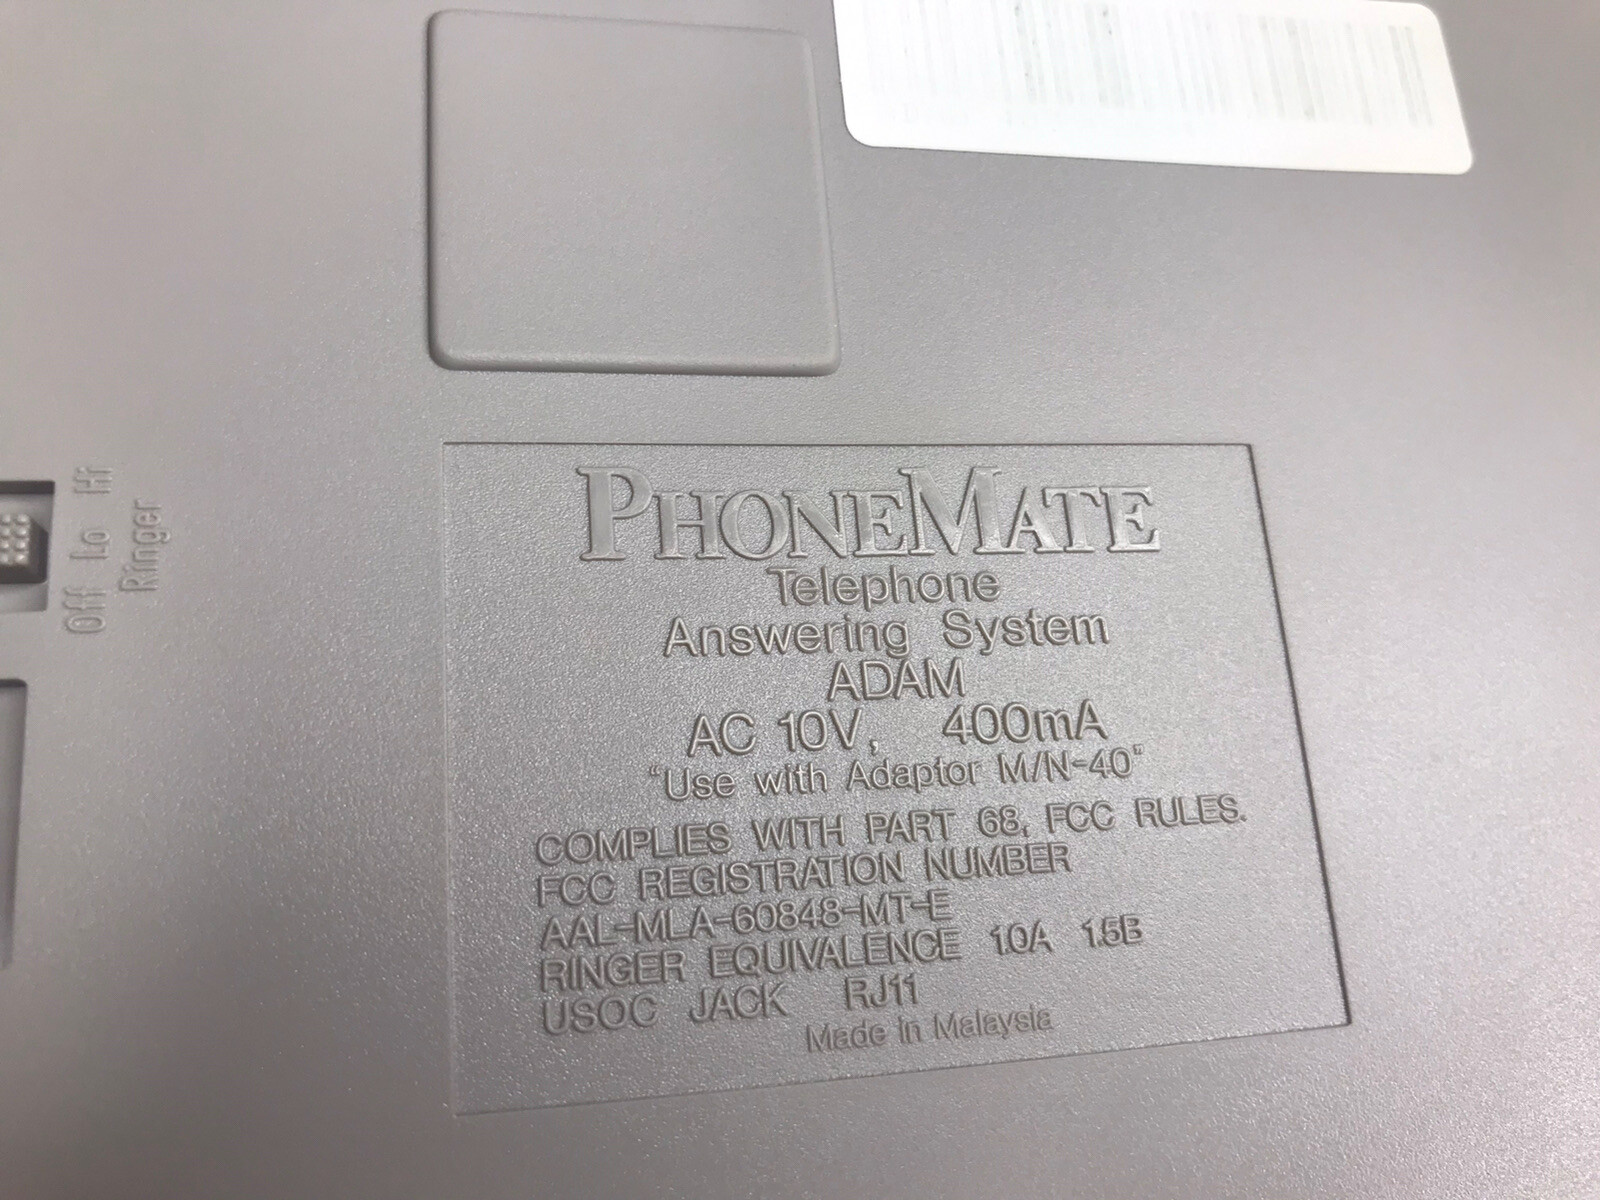 Off Lo Hi
Ringer
PHONEMATE
Telephone
Answering System
ADAM
AC 10V, 400mA
"Use with Adaptor M/N-40"
COMPLIES WITH PART 68, FCC RULES.
FCC REGISTRATION NUMBER
AAL-MLA-60848-MT-E
RINGER EQUIVALENCE 1.0A 1.5B
USOC JACK RJ11
Made in Malaysia